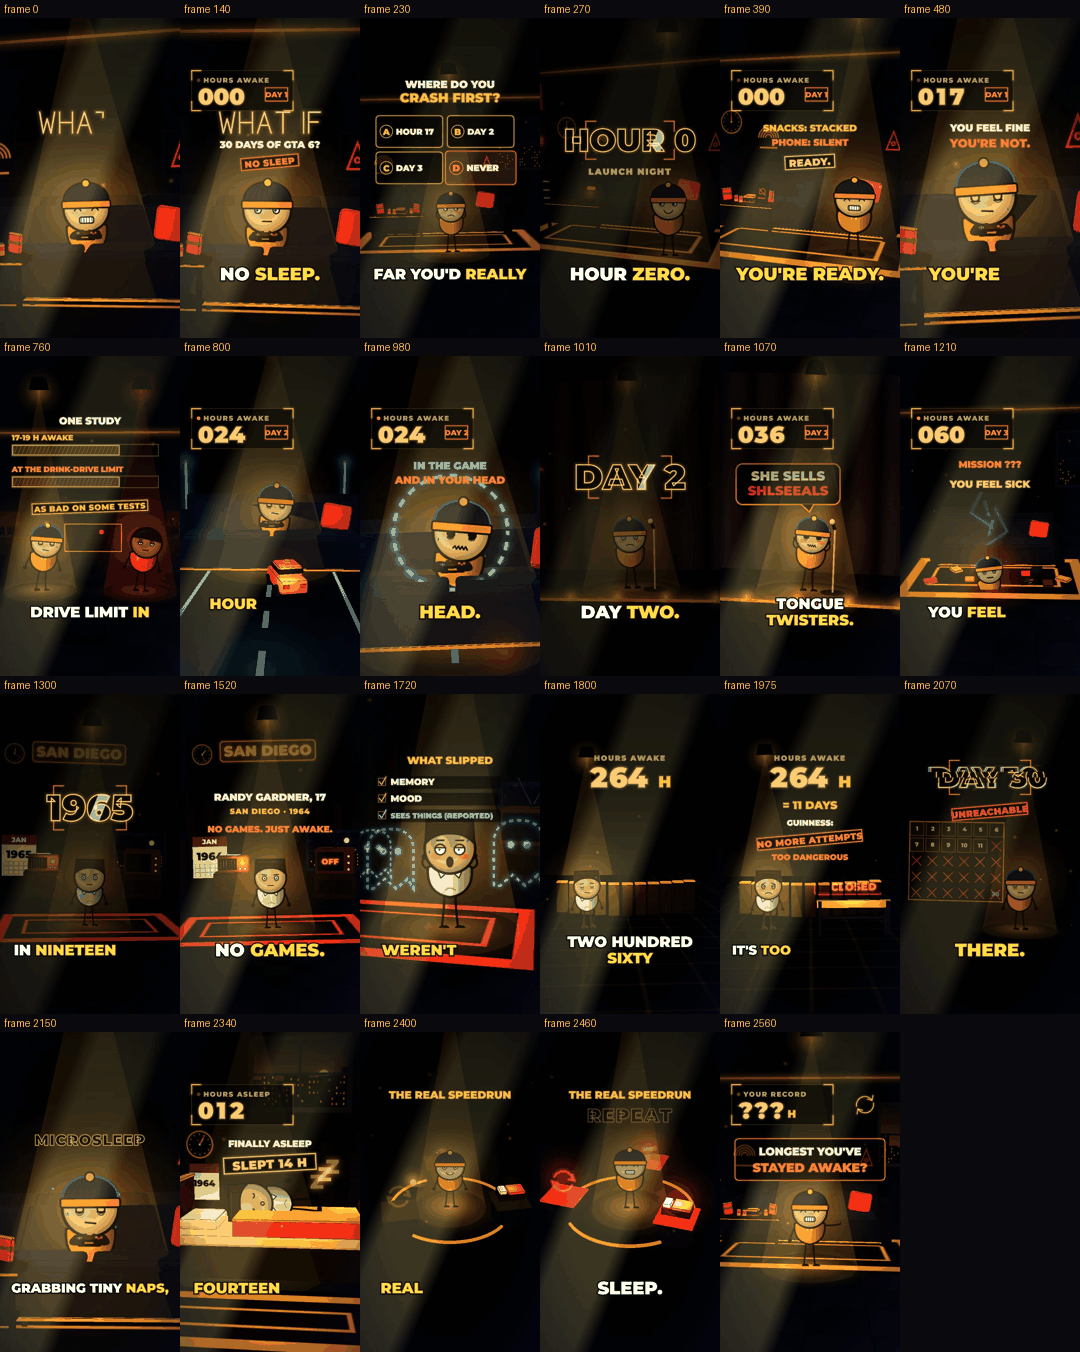 frame 0
WHAT
frame 140
HOURS AWAKE
000
DAY 1
WHAT IF
30 DAYS OF GTA 6?
NO SLEEP
NO SLEEP.
frame 230
WHERE DO YOU
CRASH FIRST?
A HOUR 17
B DAY 2
C DAY 3
D NEVER
FAR YOU'D REALLY
frame 270
HOUR 0
LAUNCH NIGHT
HOUR ZERO.
frame 390
HOURS AWAKE
000
DAY 1
SNACKS: STACKED
PHONE: SILENT
READY.
YOU'RE READY.
frame 480
HOURS AWAKE
017
DAY 1
YOU FEEL FINE
YOU'RE NOT.
YOU'RE
frame 760
ONE STUDY
17-19 H AWAKE
AT THE DRINK-DRIVE LIMIT
AS BAD ON SOME TESTS
DRIVE LIMIT IN
frame 800
HOURS AWAKE
024
DAY 2
HOUR
frame 980
HOURS AWAKE
024
DAY 2
IN THE GAME
AND IN YOUR HEAD
HEAD.
frame 1010
DAY 2
DAY TWO.
frame 1070
HOURS AWAKE
036
DAY 2
SHE SELLS
SHLSEEALS
TONGUE
TWISTERS.
frame 1210
HOURS AWAKE
060
DAY 3
MISSION ???
YOU FEEL SICK
YOU FEEL
frame 1300
SAN DIEGO
1965
JAN
1965
IN NINETEEN
frame 1520
SAN DIEGO
RANDY GARDNER, 17
SAN DIEGO · 1964
NO GAMES. JUST AWAKE.
JAN
1964
OFF
NO GAMES.
frame 1720
WHAT SLIPPED
MEMORY
MOOD
SEES THINGS (REPORTED)
WEREN'T
frame 1800
HOURS AWAKE
264 H
TWO HUNDRED
SIXTY
frame 1975
HOURS AWAKE
264 H
= 11 DAYS
GUINNESS:
NO MORE ATTEMPTS
TOO DANGEROUS
CLOSED
IT'S TOO
frame 2070
DAY 30
UNREACHABLE
1 2 3 4 5 6
7 8 9 10 11
30
THERE.
frame 2150
MICROSLEEP
GRABBING TINY NAPS,
frame 2340
HOURS ASLEEP
012
FINALLY ASLEEP
SLEPT 14 H
1964
FOURTEEN
frame 2400
THE REAL SPEEDRUN
REAL
frame 2460
THE REAL SPEEDRUN
REPEAT
SLEEP.
frame 2560
YOUR RECORD
??? H
LONGEST YOU'VE
STAYED AWAKE?